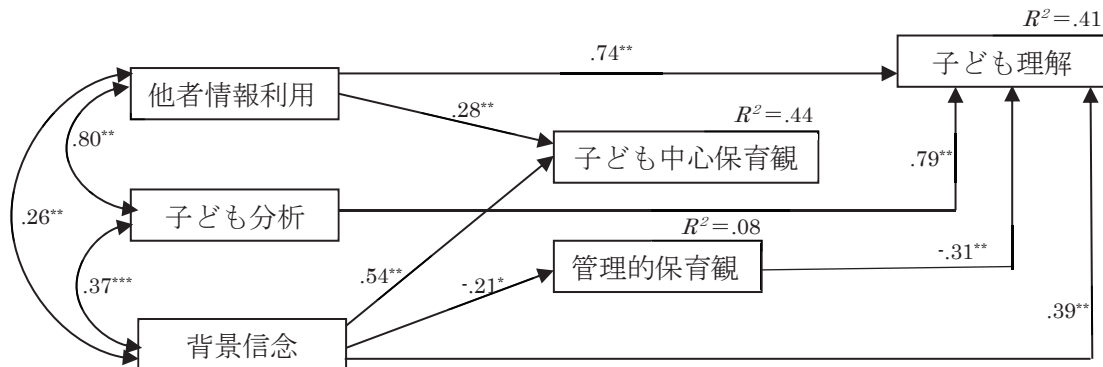 R²＝.41
.74**
子ども理解
他者情報利用
.28**
R²＝.44
.80**
子ども中心保育観
.79**
子ども分析
.26**
R²＝.08
管理的保育観
-.31**
.54**
-.21*
.37***
.39**
背景信念